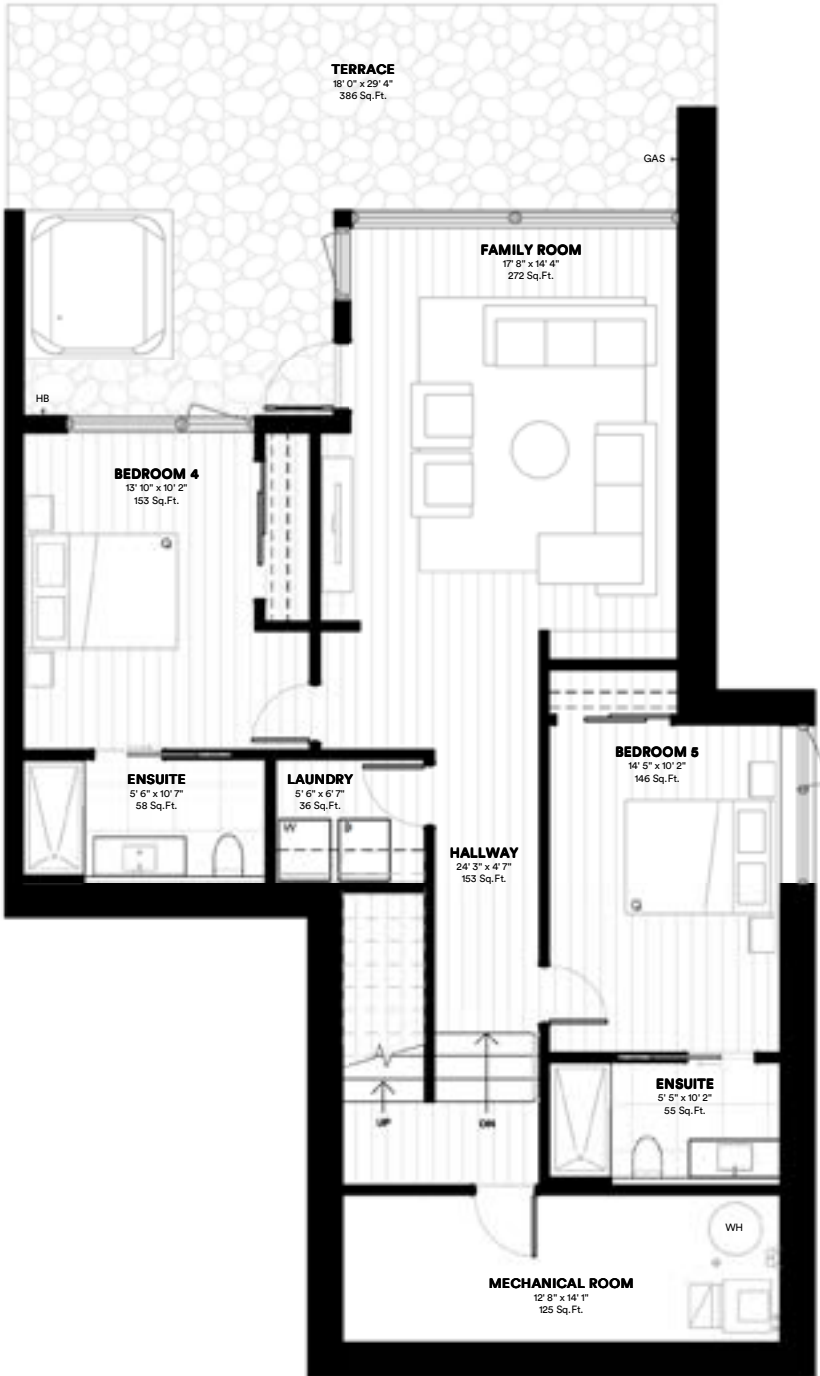 TERRACE
18' 0" x 29' 4"
386 Sq.Ft.
GAS
FAMILY ROOM
17' 8" x 14' 4"
272 Sq.Ft.
HB
BEDROOM 4
13' 10" x 10' 2"
153 Sq.Ft.
BEDROOM 5
14' 5" x 10' 2"
146 Sq.Ft.
ENSUITE
5' 6" x 10' 7"
58 Sq.Ft.
LAUNDRY
5' 6" x 6' 7"
36 Sq.Ft.
W
D
HALLWAY
24' 3" x 4' 7"
153 Sq.Ft.
ENSUITE
5' 5" x 10' 2"
55 Sq.Ft.
UP
DN
WH
MECHANICAL ROOM
12' 8" x 14' 1"
125 Sq.Ft.